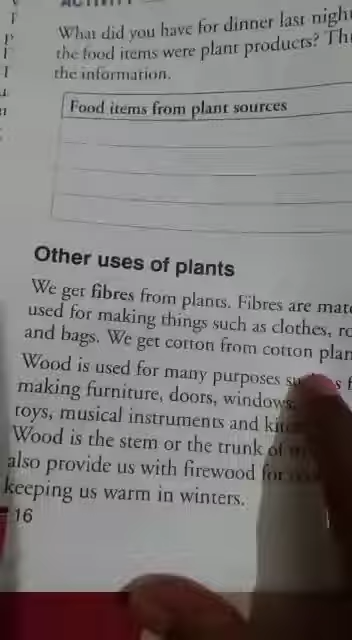 ACTIVITY
What did you have for dinner last night
the food items were plant products?
the information.
Food items from plant sources
Other uses of plants
We get fibres from plants. Fibres are
used for making things such as clothes,
and bags. We get cotton from cotton
Wood is used for many purposes
making furniture, doors, windows,
toys, musical instruments and
Wood is the stem or the trunk of
also provide us with firewood for
keeping us warm in winters.
16